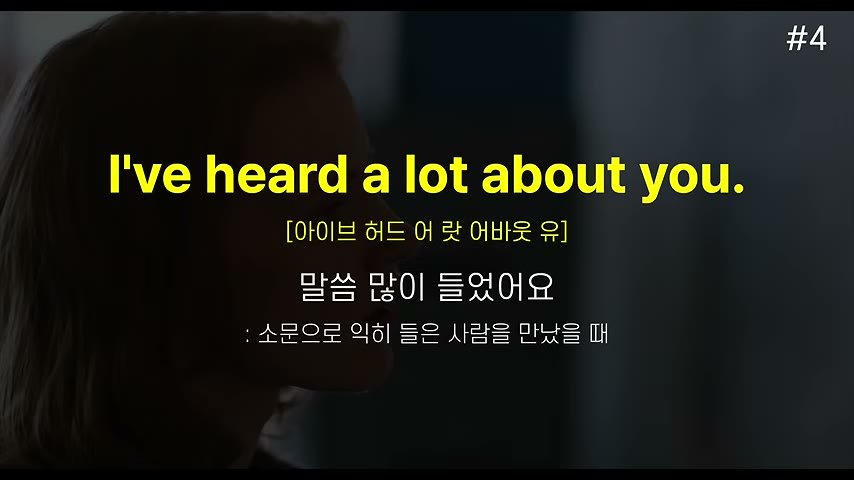 #4
I've heard a lot about you.
[아이브 허드 어 랏 어바웃 유]
말씀 많이 들었어요
: 소문으로 익히 들은 사람을 만났을 때